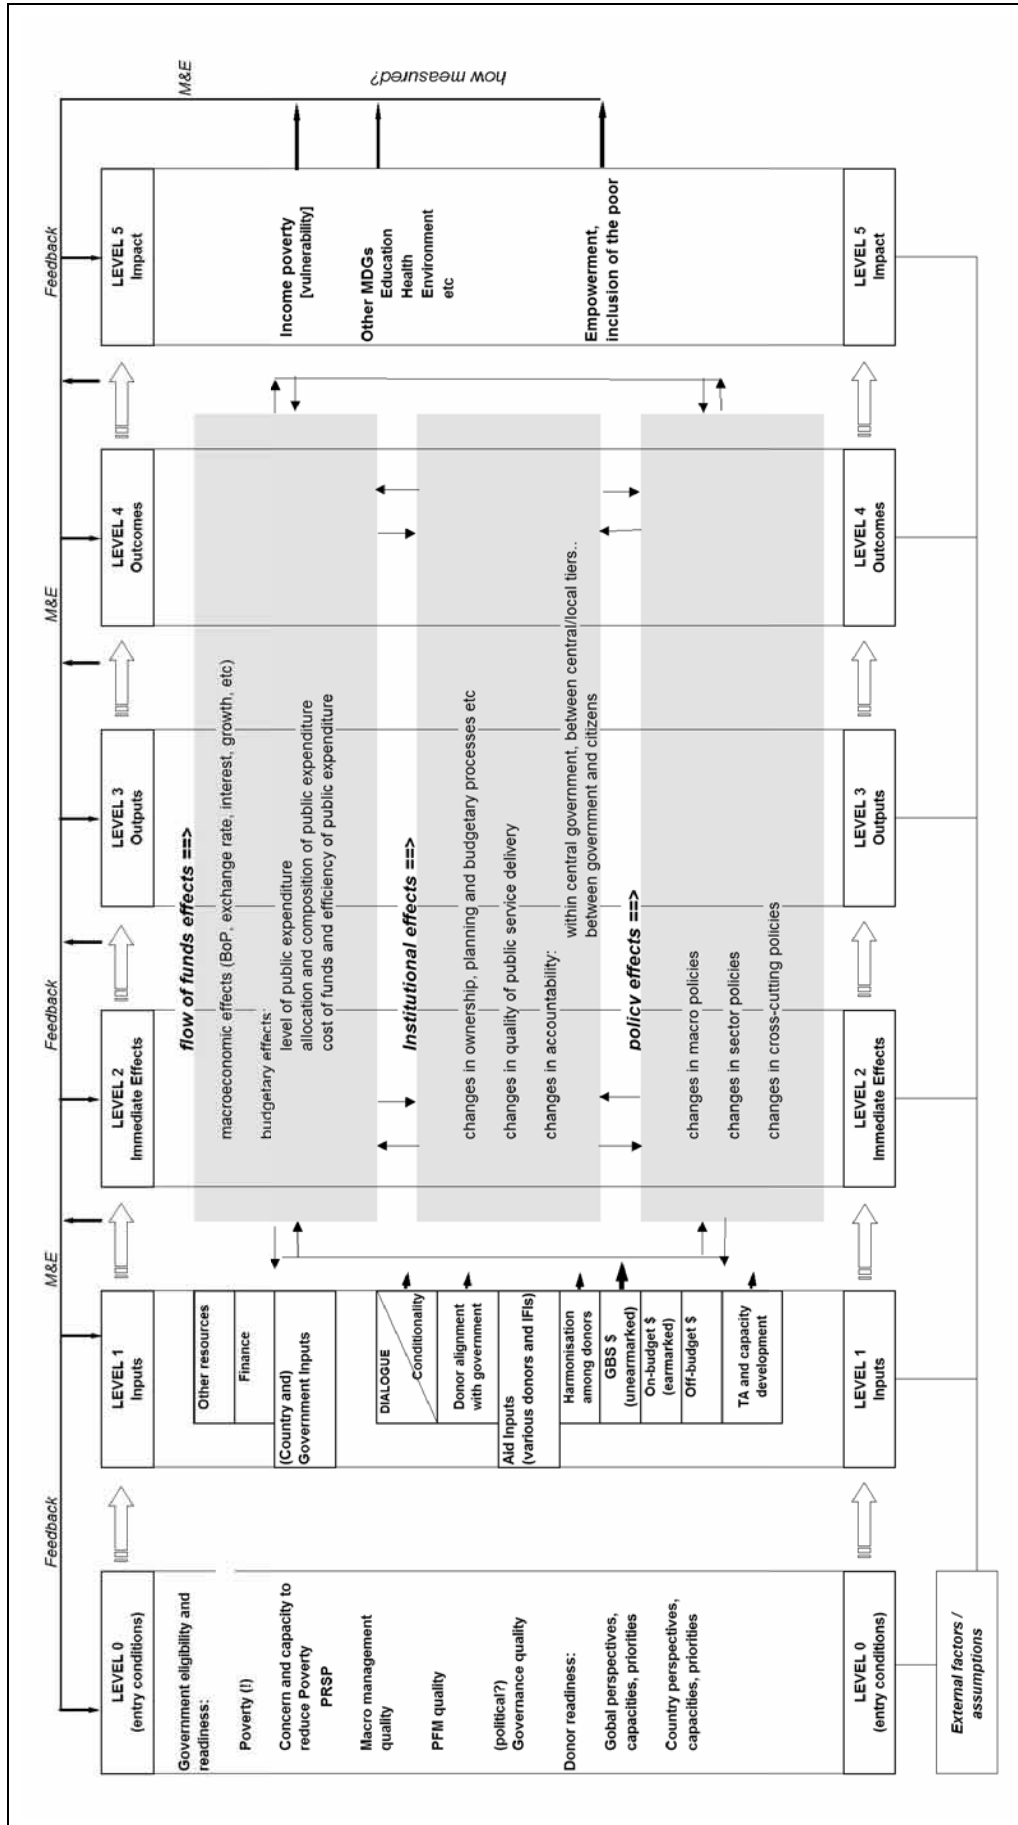 Feedback
M&E
Feedback
M&E
Feedback
M&E
how measured?
LEVEL 0
(entry conditions)
LEVEL 1
Inputs
LEVEL 2
Immediate Effects
LEVEL 3
Outputs
LEVEL 4
Outcomes
LEVEL 5
Impact
Government eligibility and
readiness:
Poverty (!)
Concern and capacity to
reduce Poverty
PRSP
Macro management
quality
PFM quality
(political?)
Governance quality
Donor readiness:
Gobal perspectives,
capacities, priorities
Country perspectives,
capacities, priorities
Other resources
Finance
(Country and)
Government Inputs
DIALOGUE
Conditionality
Donor alignment
with government
Aid Inputs
(various donors and IFIs)
Harmonisation
among donors
GBS $
(unearmarked)
On-budget $
(earmarked)
Off-budget $
TA and capacity
development
flow of funds effects ==>
macroeconomic effects (BoP, exchange rate, interest, growth, etc)
budgetary effects:
level of public expenditure
allocation and composition of public expenditure
cost of funds and efficiency of public expenditure
Institutional effects ==>
changes in ownership, planning and budgetary processes etc
changes in quality of public service delivery
changes in accountability:
within central government, between central/local tiers..
between government and citizens
policy effects ==>
changes in macro policies
changes in sector policies
changes in cross-cutting policies
Income poverty
[vulnerability]
Other MDGs
Education
Health
Environment
etc
Empowerment,
inclusion of the poor
LEVEL 0
(entry conditions)
LEVEL 1
Inputs
LEVEL 2
Immediate Effects
LEVEL 3
Outputs
LEVEL 4
Outcomes
LEVEL 5
Impact
External factors /
assumptions